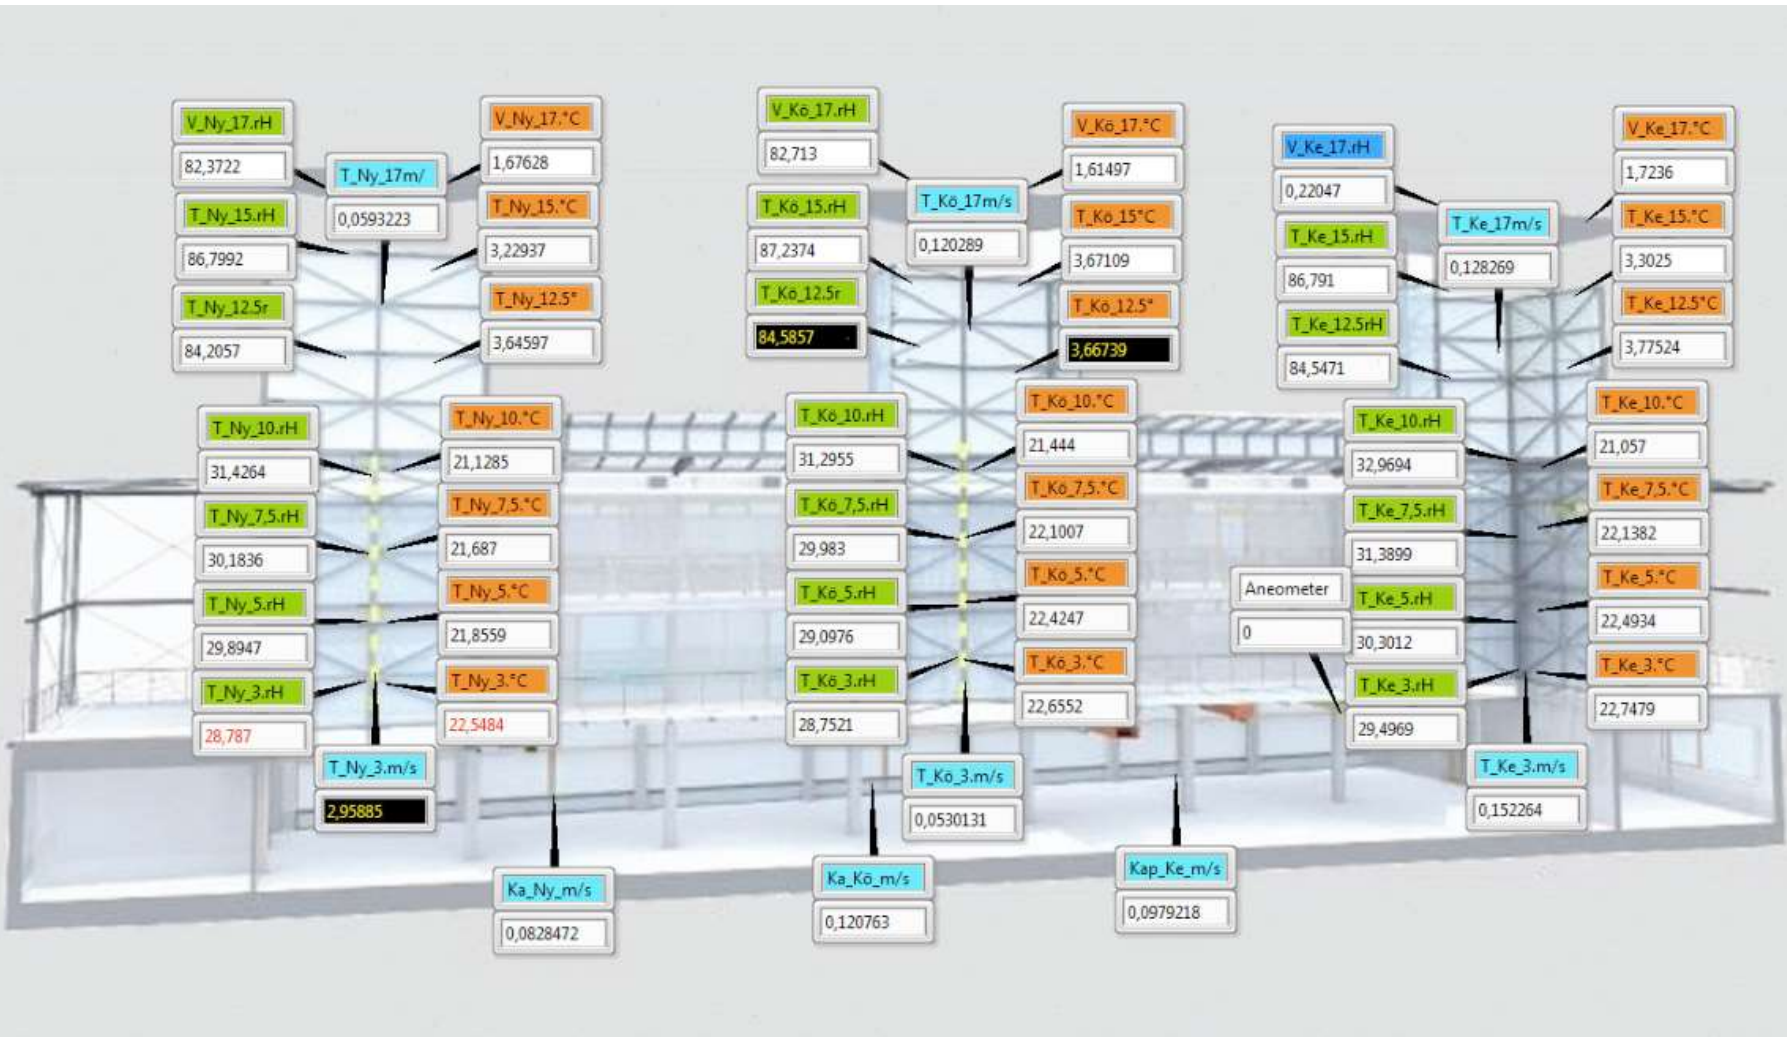 V_Ny_17.rH
82,3722
T_Ny_15.rH
86,7992
T_Ny_12.5r
84,2057
T_Ny_17m/
0,0593223
V_Ny_17.°C
1,67628
T_Ny_15.°C
3,22937
T_Ny_12.5°
3,64597
T_Ny_10.rH
31,4264
T_Ny_7,5.rH
30,1836
T_Ny_5.rH
29,8947
T_Ny_3.rH
28,787
T_Ny_10.°C
21,1285
T_Ny_7,5.°C
21,687
T_Ny_5.°C
21,8559
T_Ny_3.°C
22,5484
T_Ny_3.m/s
2,95885
Ka_Ny_m/s
0,0828472
V_Kö_17.rH
82,713
T_Kö_15.rH
87,2374
T_Kö_12.5r
84,5857
T_Kö_17m/s
0,120289
V_Kö_17.°C
1,61497
T_Kö_15°C
3,67109
T_Kö_12.5°
3,66739
T_Kö_10.rH
31,2955
T_Kö_7,5.rH
29,983
T_Kö_5.rH
29,0976
T_Kö_3.rH
28,7521
T_Kö_10.°C
21,444
T_Kö_7,5.°C
22,1007
T_Kö_5.°C
22,4247
T_Kö_3.°C
22,6552
T_Kö_3.m/s
0,0530131
Ka_Kö_m/s
0,120763
V_Ke_17.rH
0,22047
T_Ke_15.rH
86,791
T_Ke_12.5rH
84,5471
T_Ke_17m/s
0,128269
V_Ke_17.°C
1,7236
T_Ke_15.°C
3,3025
T_Ke_12.5°C
3,77524
T_Ke_10.rH
32,9694
T_Ke_7,5.rH
31,3899
T_Ke_5.rH
30,3012
T_Ke_3.rH
29,4969
T_Ke_10.°C
21,057
T_Ke_7,5.°C
22,1382
T_Ke_5.°C
22,4934
T_Ke_3.°C
22,7479
Aneometer
0
T_Ke_3.m/s
0,152264
Kap_Ke_m/s
0,0979218